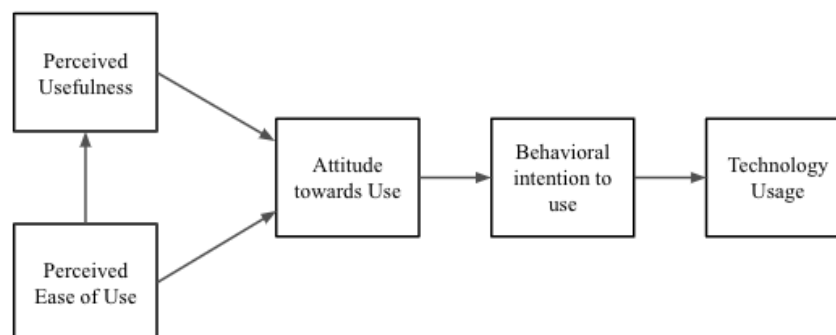 Perceived
Usefulness
Attitude
towards Use
Behavioral
intention to
use
Technology
Usage
Perceived
Ease of Use